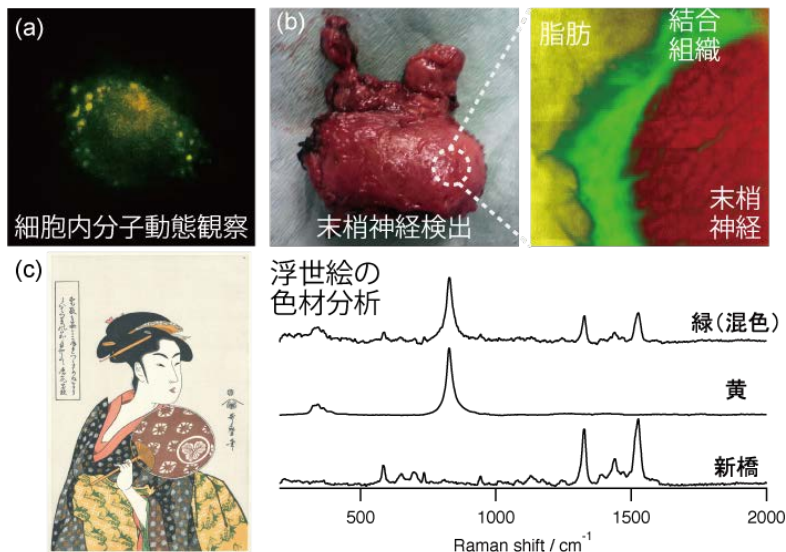 (a)
細胞内分子動態観察
(b)
末梢神経検出
脂肪
結合
組織
末梢
神経
(c)
浮世絵の
色材分析
緑（混色）
黄
新橋
500
1000
1500
2000
Raman shift / cm⁻¹